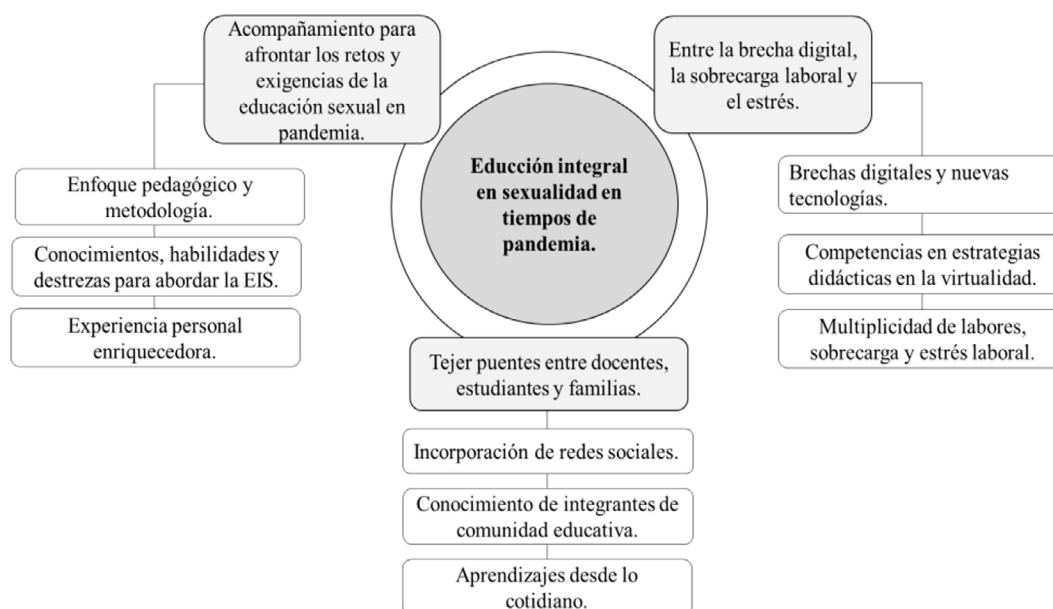 Acompañamiento para
afrontar los retos y
exigencias de la
educación sexual en
pandemia.
Enfoque pedagógico y
metodología.
Conocimientos, habilidades y
destrezas para abordar la EIS.
Experiencia personal
enriquecedora.
Educción integral
en sexualidad en
tiempos de
pandemia.
Entre la brecha digital,
la sobrecarga laboral y
el estrés.
Brechas digitales y nuevas
tecnologías.
Competencias en estrategias
didácticas en la virtualidad.
Multiplicidad de labores,
sobrecarga y estrés laboral.
Tejer puentes entre docentes,
estudiantes y familias.
Incorporación de redes sociales.
Conocimiento de integrantes de
comunidad educativa.
Aprendizajes desde lo
cotidiano.